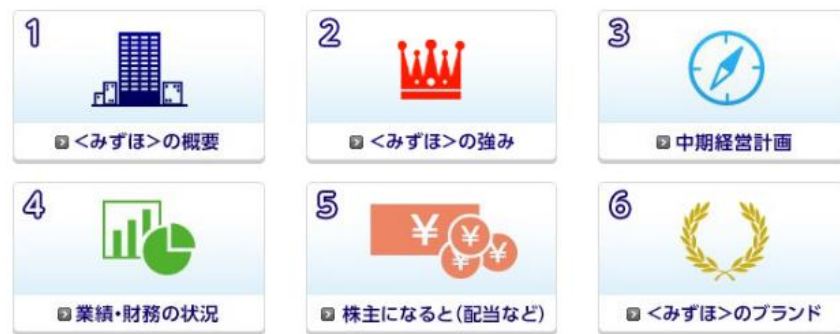 1
<みずほ>の概要
2
<みずほ>の強み
3
中期経営計画
4
業績・財務の状況
5
¥ ¥ ¥ ¥
株主になると(配当など)
6
<みずほ>のブランド